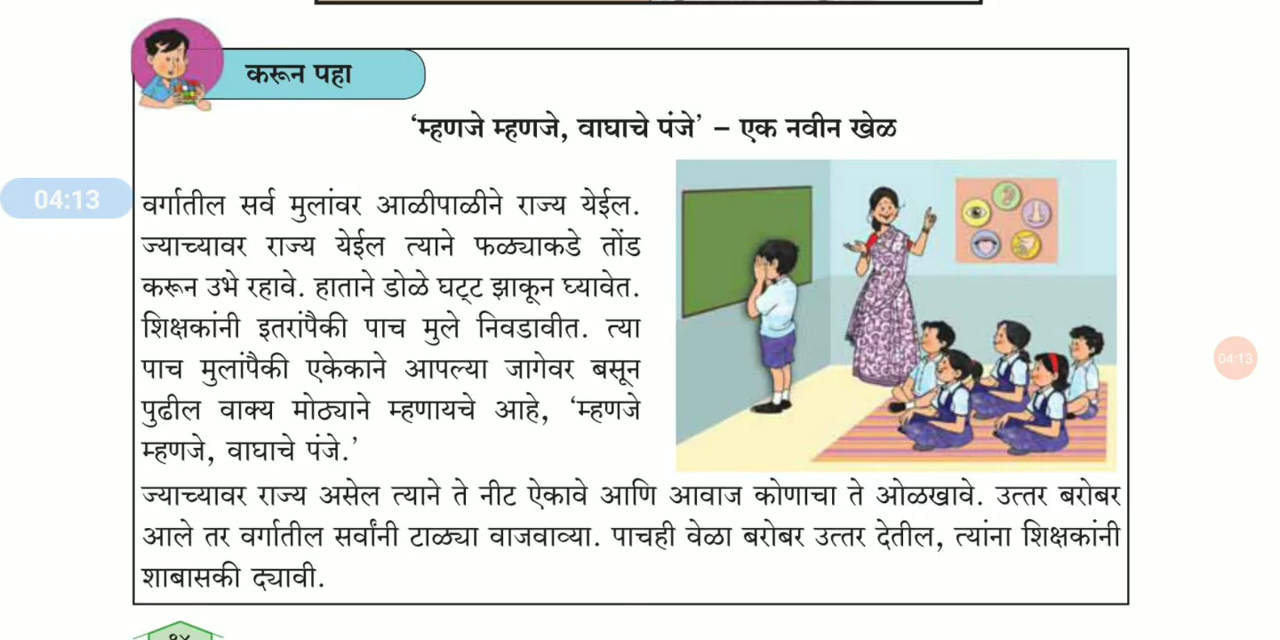 करून पहा
‘म्हणजे म्हणजे, वाघाचे पंजे’ – एक नवीन खेळ
04:13
वर्गातील सर्व मुलांवर आळीपाळीने राज्य येईल.
ज्याच्यावर राज्य येईल त्याने फळ्याकडे तोंड
करून उभे रहावे. हाताने डोळे घट्ट झाकून घ्यावेत.
शिक्षकांनी इतरांपैकी पाच मुले निवडावीत. त्या
पाच मुलांपैकी एकेकाने आपल्या जागेवर बसून
पुढील वाक्य मोठ्याने म्हणायचे आहे, ‘म्हणजे
म्हणजे, वाघाचे पंजे.’
04:13
ज्याच्यावर राज्य असेल त्याने ते नीट ऐकावे आणि आवाज कोणाचा ते ओळखावे. उत्तर बरोबर
आले तर वर्गातील सर्वांनी टाळ्या वाजवाव्या. पाचही वेळा बरोबर उत्तर देतील, त्यांना शिक्षकांनी
शाबासकी द्यावी.